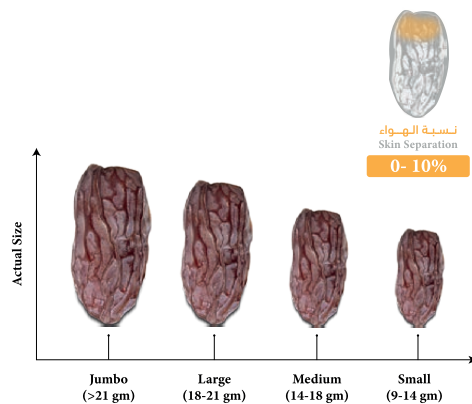 نسبة الهواء
Skin Separation
0- 10%
Actual Size
Jumbo
(>21 gm)
Large
(18-21 gm)
Medium
(14-18 gm)
Small
(9-14 gm)